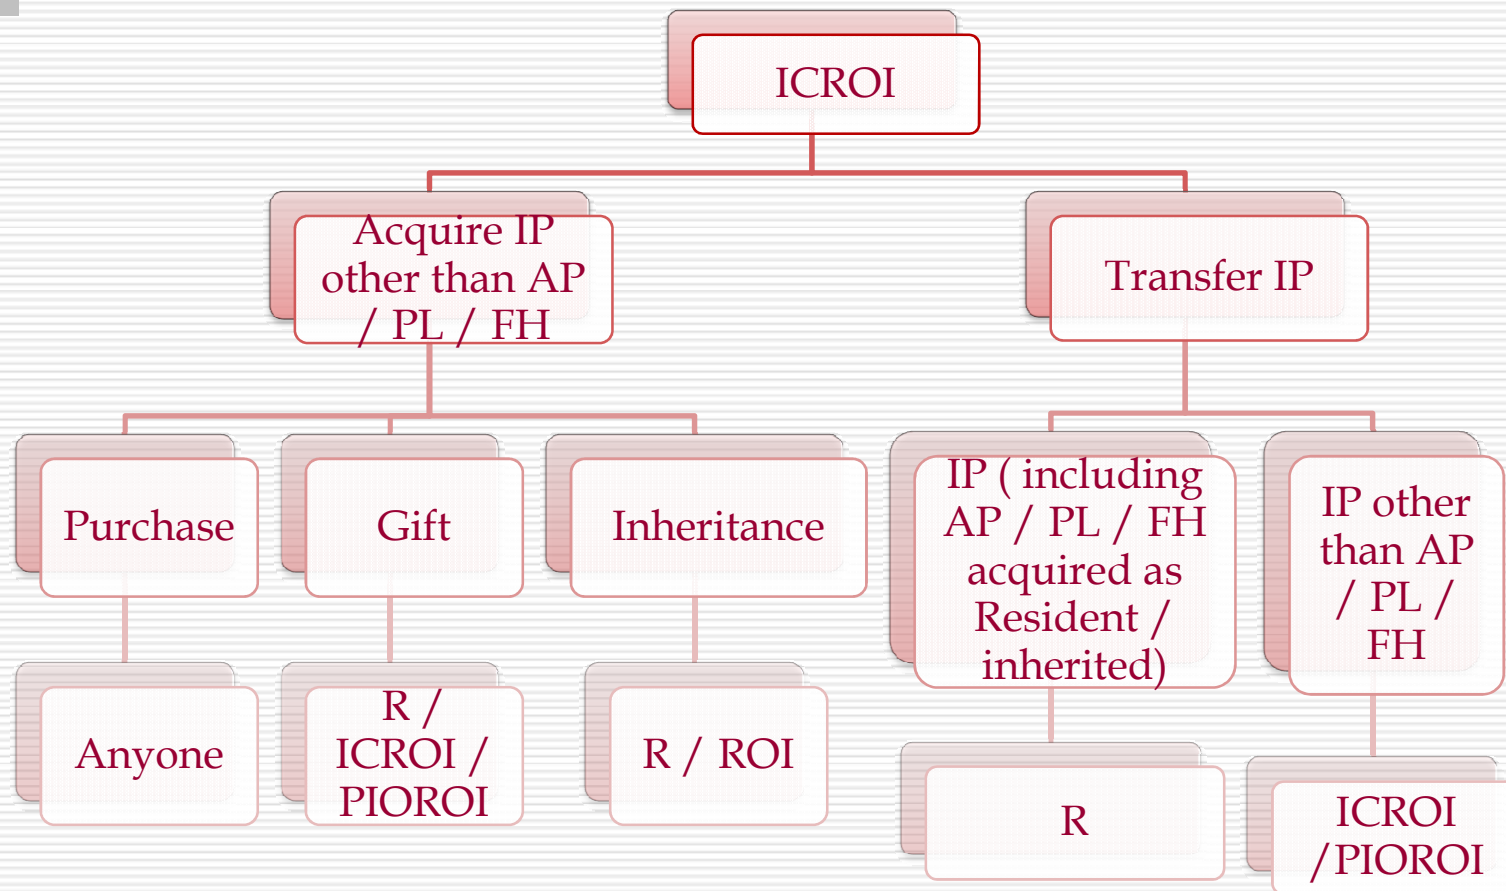 ICROI
Acquire IP
other than AP
/ PL / FH
Transfer IP
Purchase
Gift
Inheritance
IP ( including
AP / PL / FH
acquired as
Resident /
inherited)
IP other
than AP
/ PL /
FH
Anyone
R /
ICROI /
PIOROI
R / ROI
R
ICROI
/PIOROI